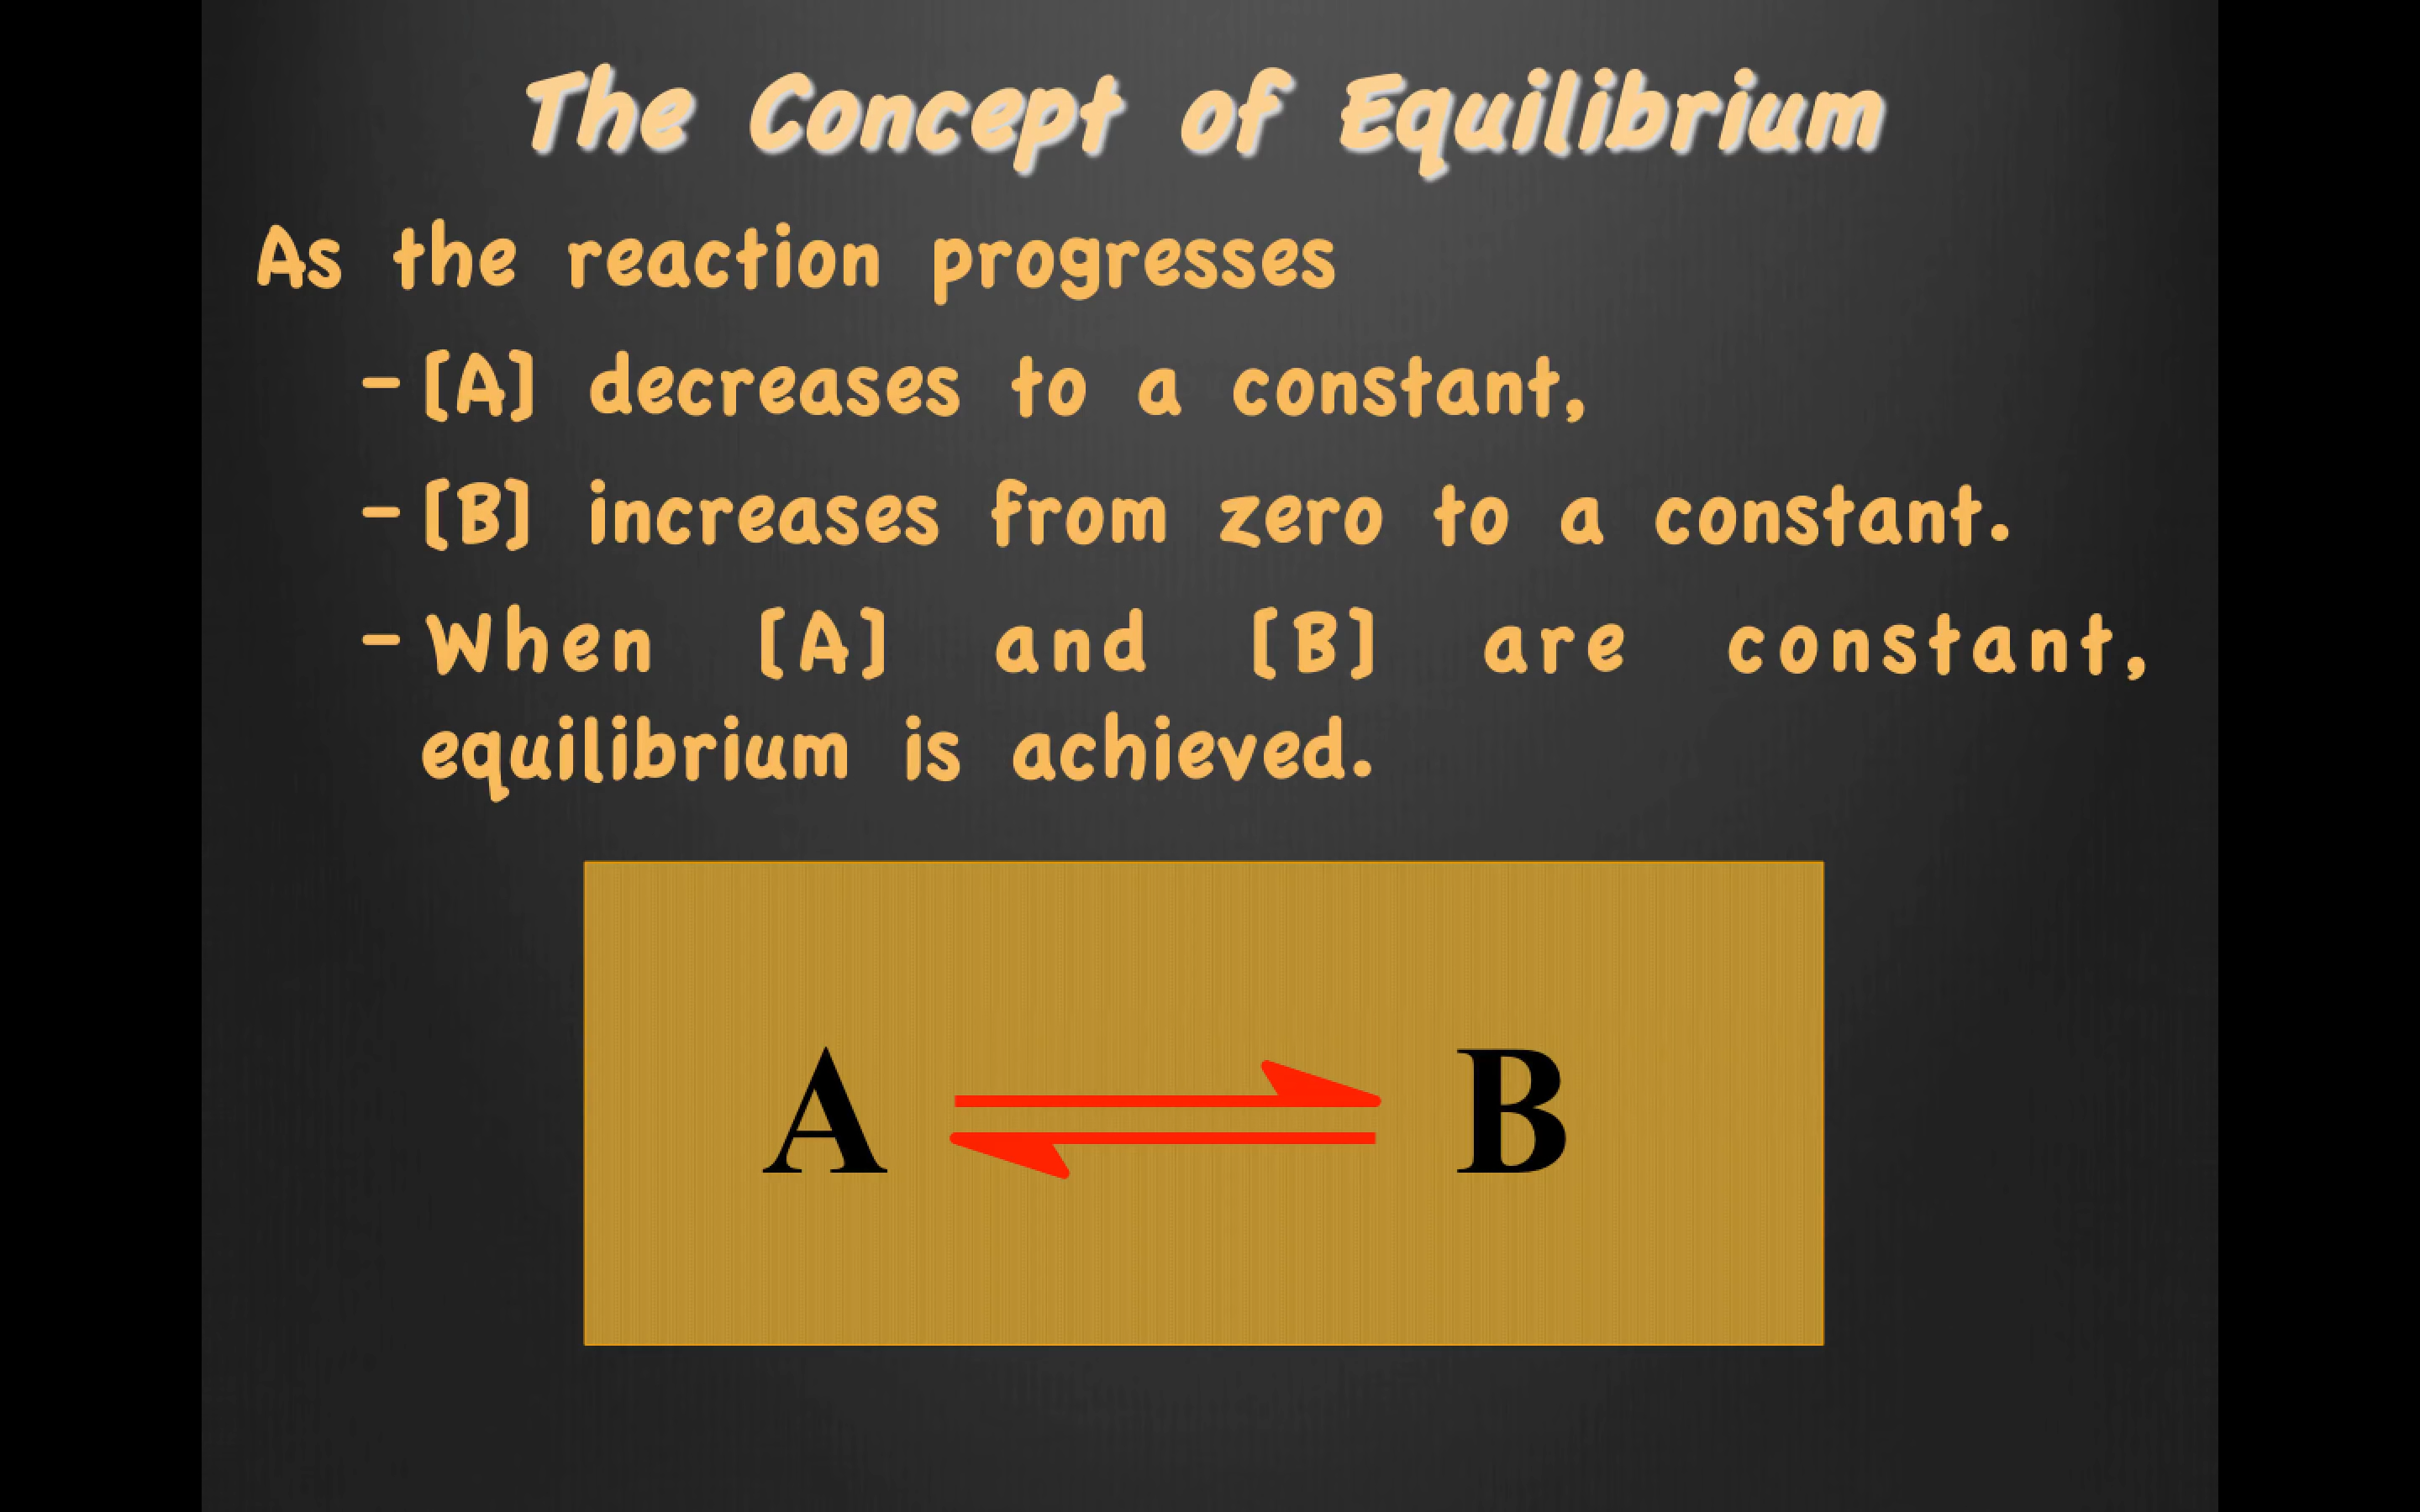 The Concept of Equilibrium
As the reaction progresses
–[A] decreases to a constant,
–[B] increases from zero to a constant.
–When [A] and [B] are constant,
equilibrium is achieved.
A ⇌ B